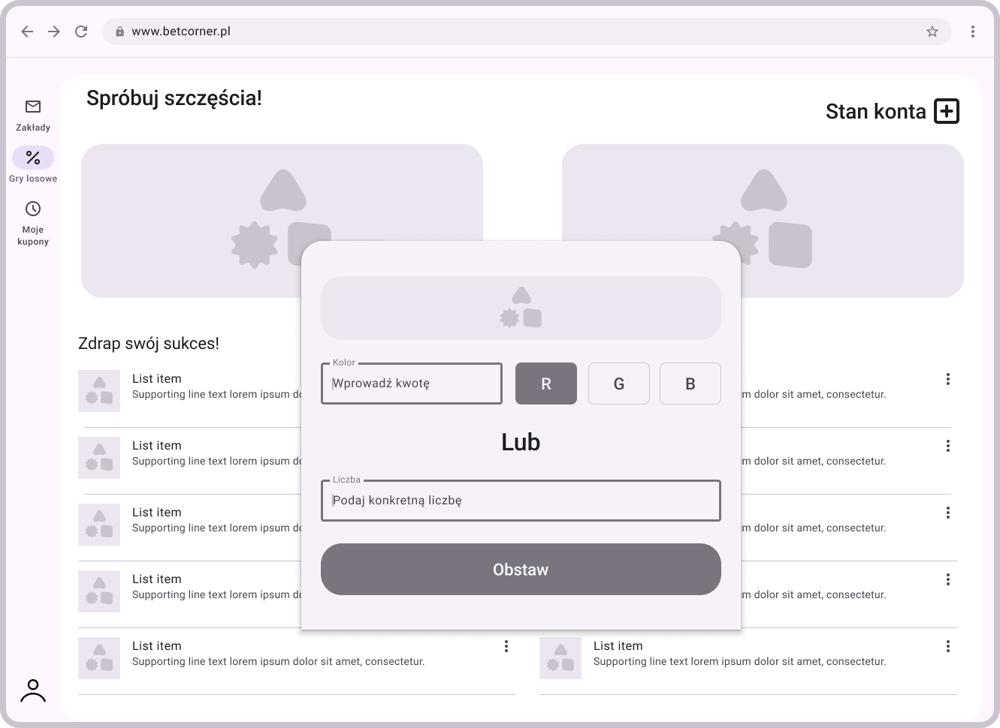 www.betcorner.pl
Zakłady
Gry losowe
Moje
kupony
Spróbuj szczęścia!
Stan konta
Zdrap swój sukces!
List item
Supporting line text lorem ipsum do
List item
Supporting line text lorem ipsum do
List item
Supporting line text lorem ipsum do
List item
Supporting line text lorem ipsum do
List item
Supporting line text lorem ipsum dolor sit amet, consectetur.
m dolor sit amet, consectetur.
m dolor sit amet, consectetur.
m dolor sit amet, consectetur.
m dolor sit amet, consectetur.
List item
Supporting line text lorem ipsum dolor sit amet, consectetur.
Kolor
Wprowadź kwotę
R
G
B
Lub
Liczba
Podaj konkretną liczbę
Obstaw